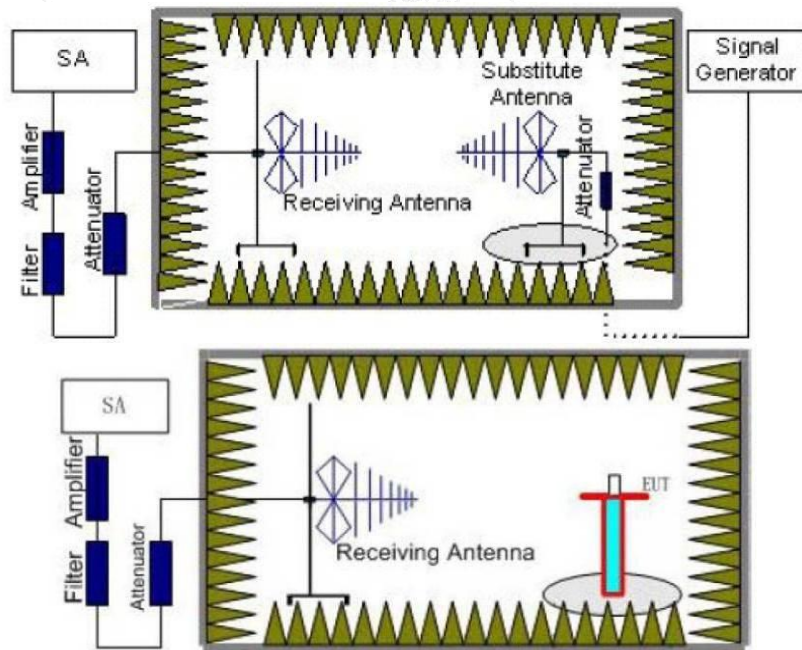 SA
Signal
Generator
Substitute
Antenna
Amplifier
Attenuator
Filter
Receiving Antenna
Attenuator
SA
Amplifier
Filter
Attenuator
Receiving Antenna
EUT